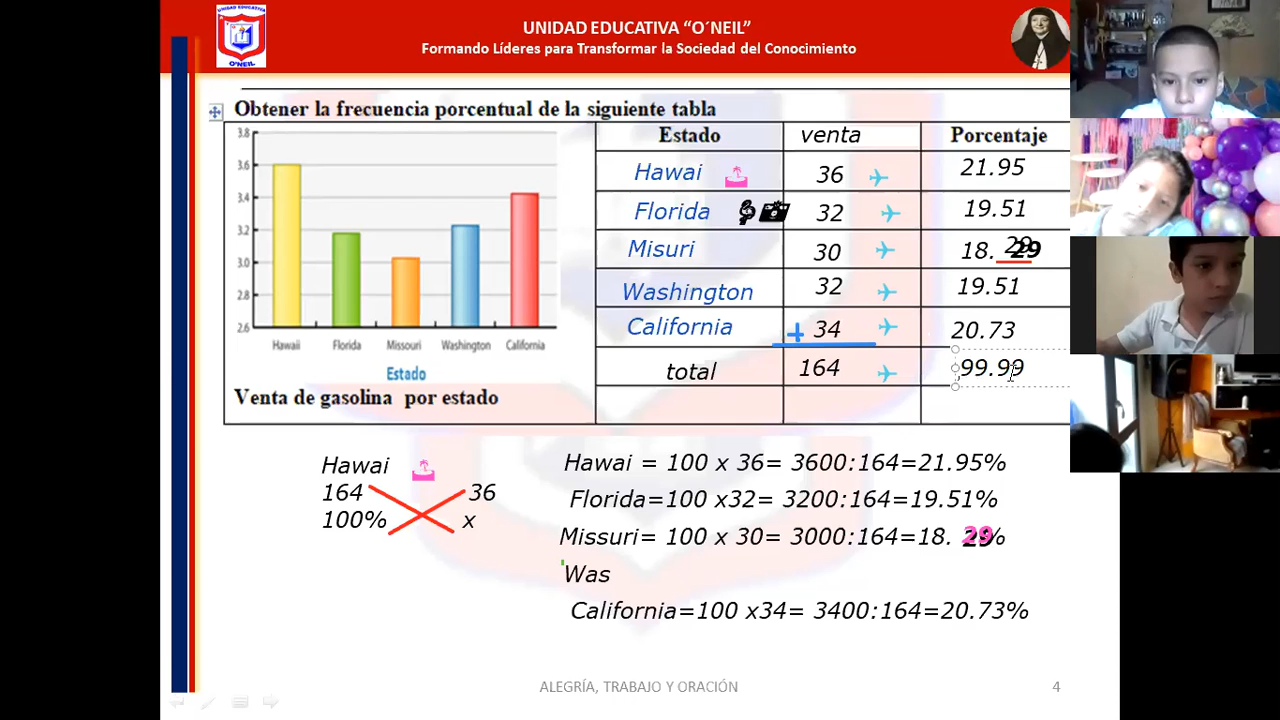 UNIDAD EDUCATIVA
O'NEIL
UNIDAD EDUCATIVA “O´NEIL”
Formando Líderes para Transformar la Sociedad del Conocimiento
Obtener la frecuencia porcentual de la siguiente tabla
3.8
3.6
3.4
3.2
3.0
2.8
2.6
Hawaii Florida Missouri Washington California
Estado
Venta de gasolina por estado
Estado venta Porcentaje
Hawai 36 21.95
Florida 32 19.51
Misuri 30 18. 29
Washington 32 19.51
California + 34 20.73
total 164 99.99
Hawai
164 36
100% x
Hawai = 100 x 36= 3600:164=21.95%
Florida=100 x32= 3200:164=19.51%
Missuri= 100 x 30= 3000:164=18. 29%
'Was
California=100 x34= 3400:164=20.73%
ALEGRÍA, TRABAJO Y ORACIÓN 4